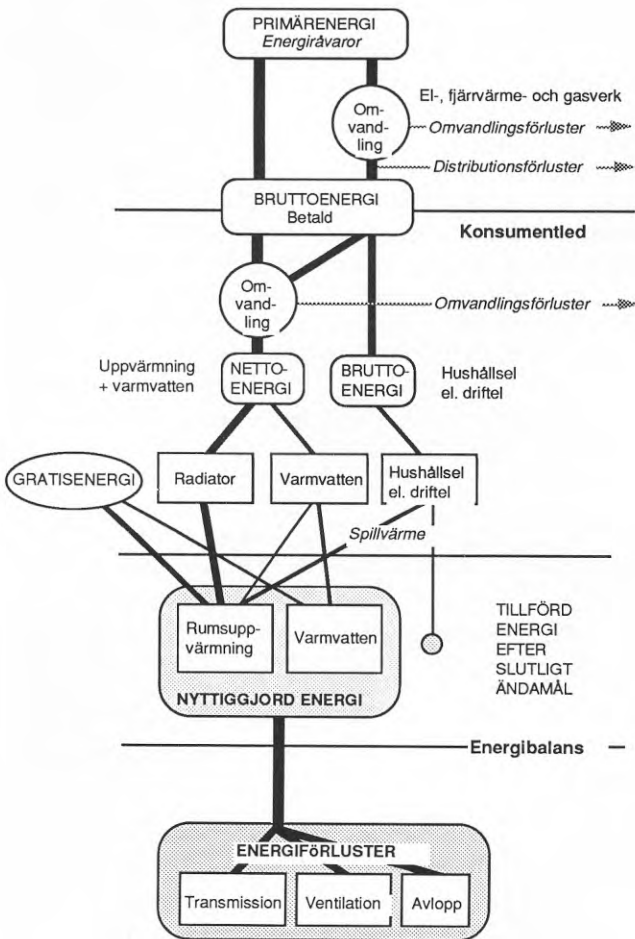 PRIMÄRENERGI
Energiråvaror
El-, fjärrvärme- och gasverk
Om-
vand-
ling
Omvandlingsförluster
Distributionsförluster
BRUTTOENERGI
Betald
Konsumentled
Om-
vand-
ling
Omvandlingsförluster
Uppvärmning
+ varmvatten
NETTO-
ENERGI
BRUTTO-
ENERGI
Hushållsel
el. driftel
GRATISENERGI
Radiator
Varmvatten
Hushållsel
el. driftel
Spillvärme
Rumsupp-
värmning
Varmvatten
NYTTIGGJORD ENERGI
TILLFÖRD
ENERGI
EFTER
SLUTLIGT
ÄNDAMÅL
Energibalans
ENERGIFöRLUSTER
Transmission
Ventilation
Avlopp